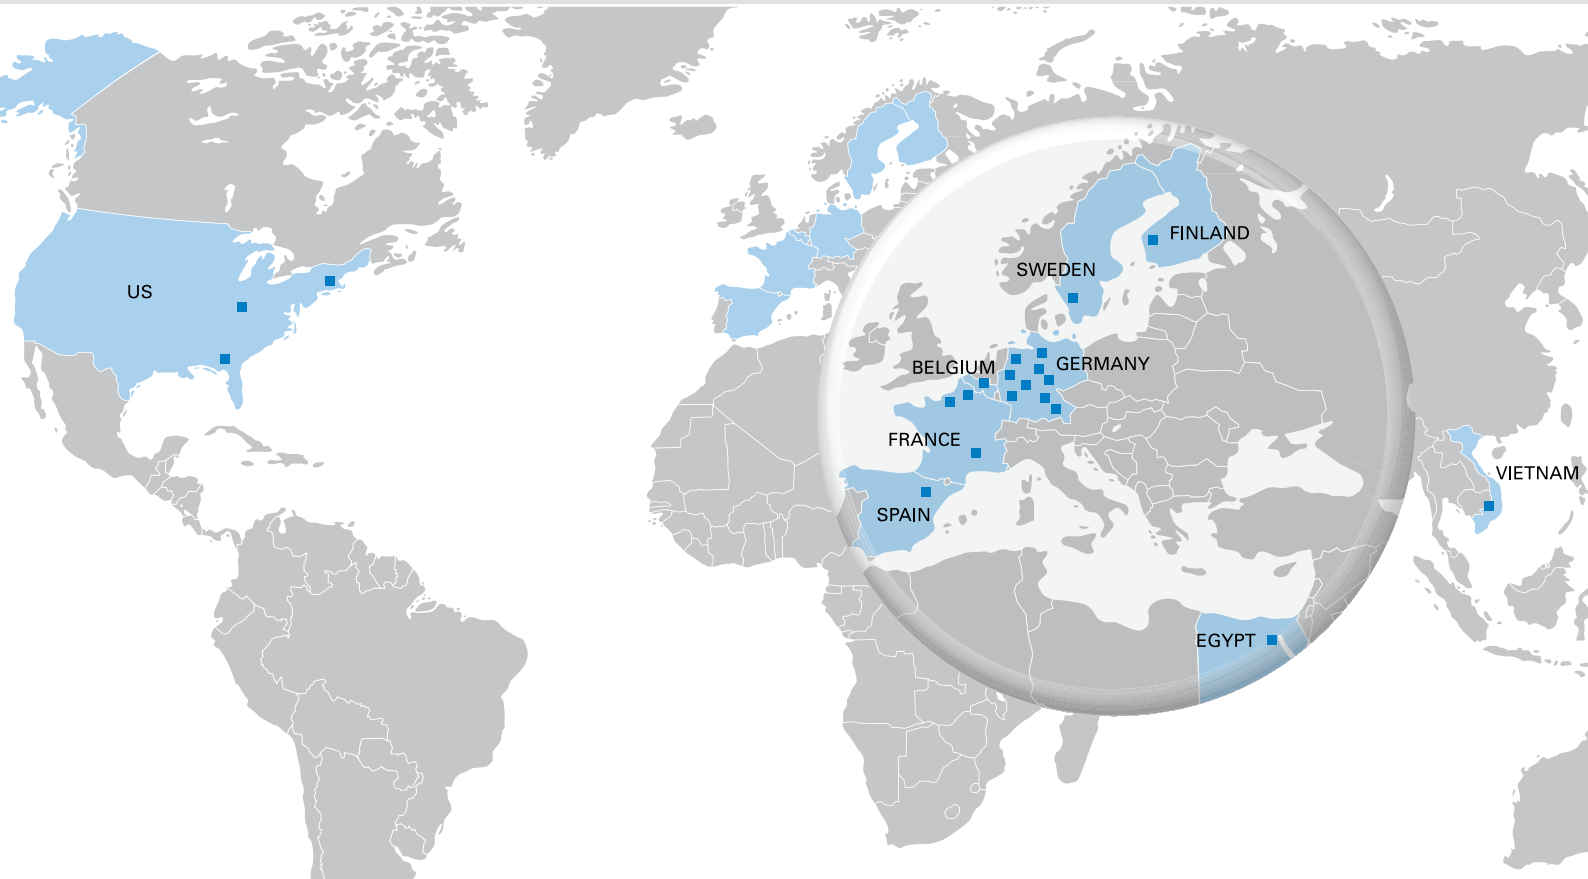 FINLAND
SWEDEN
US
BELGIUM
GERMANY
FRANCE
VIETNAM
SPAIN
EGYPT